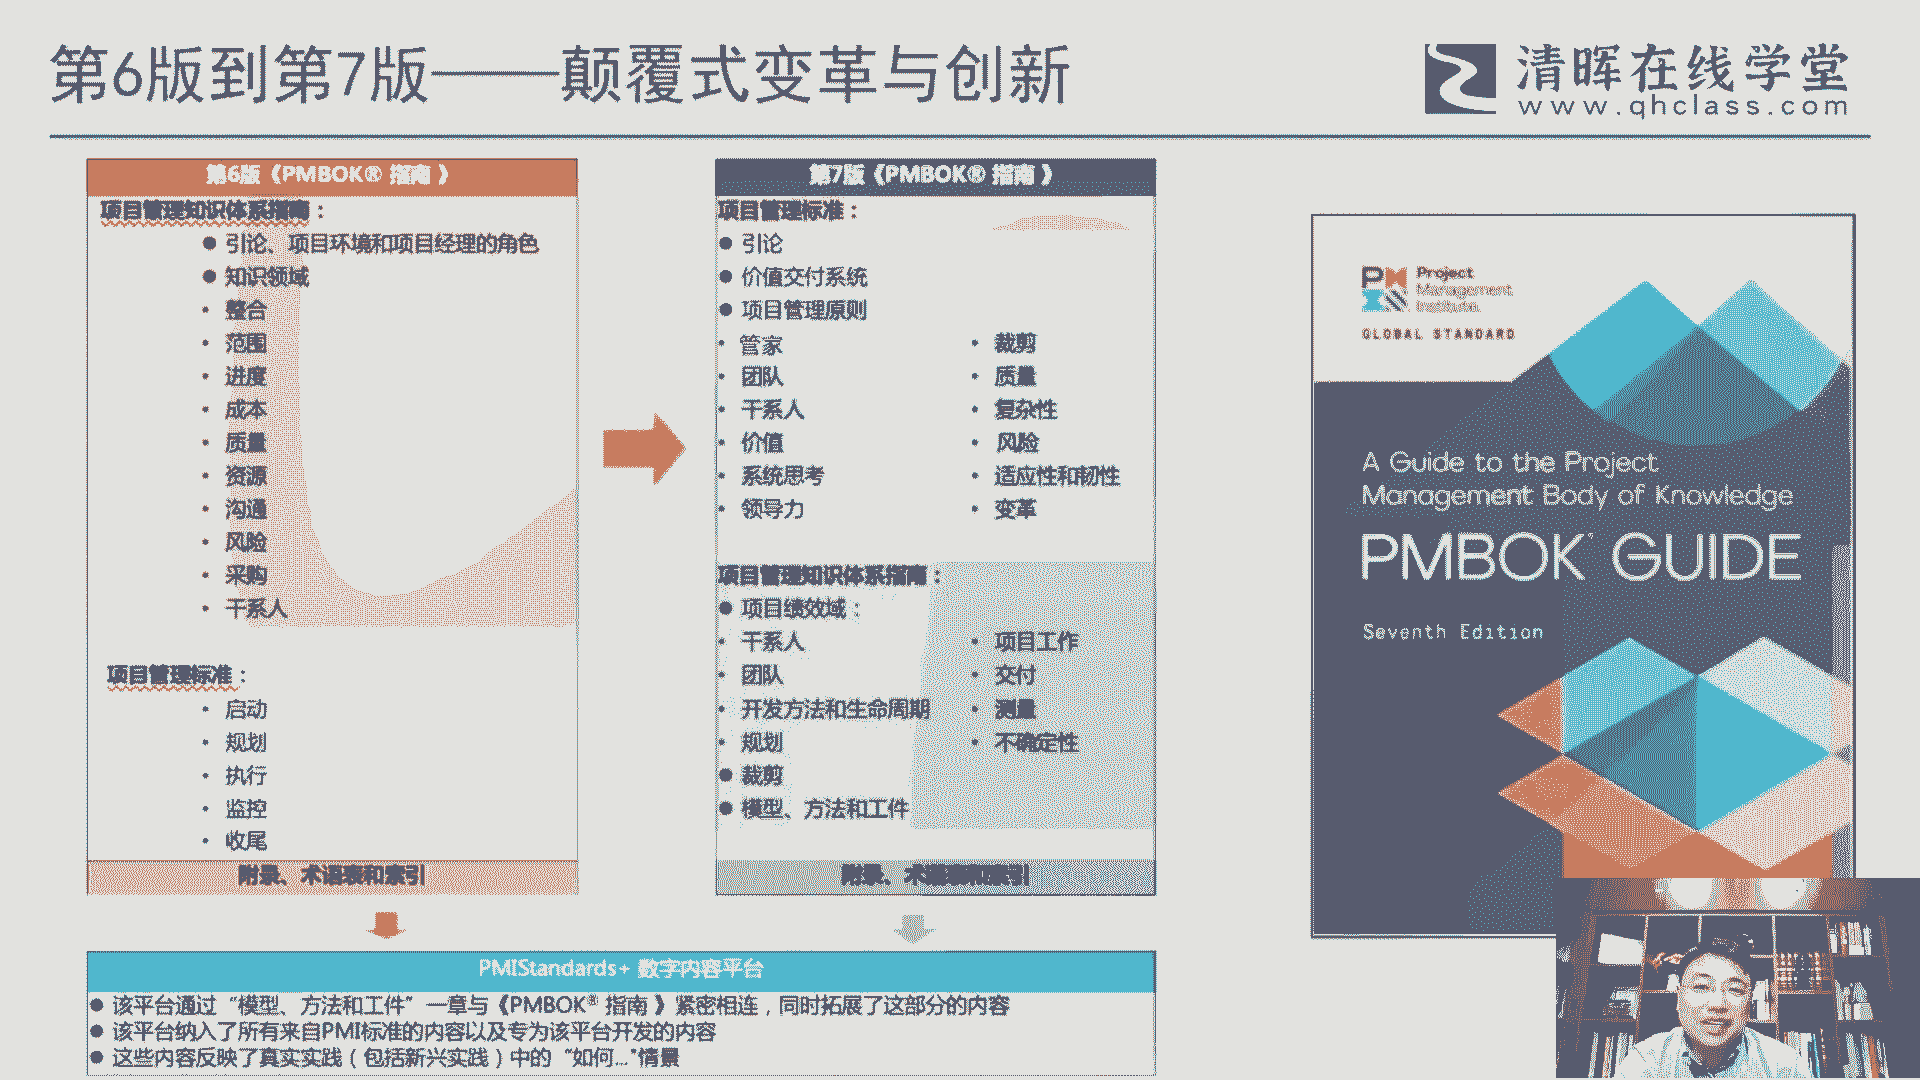 第6版到第7版——颠覆式变革与创新
清晖在线学堂
www.qhclass.com
第6版《PMBOK® 指南 》
项目管理知识体系指南：
● 引论、项目环境和项目经理的角色
● 知识领域
• 整合
• 范围
• 进度
• 成本
• 质量
• 资源
• 沟通
• 风险
• 采购
• 干系人
项目管理标准：
• 启动
• 规划
• 执行
• 监控
• 收尾
附录、术语表和索引
第7版《PMBOK® 指南 》
项目管理标准：
● 引论
● 价值交付系统
● 项目管理原则
• 管家
• 团队
• 干系人
• 价值
• 系统思考
• 领导力
• 裁剪
• 质量
• 复杂性
• 风险
• 适应性和韧性
• 变革
项目管理知识体系指南：
● 项目绩效域：
• 干系人
• 团队
• 开发方法和生命周期
• 规划
• 项目工作
• 交付
• 测量
• 不确定性
● 裁剪
● 模型、方法和工件
附录、术语表和索引
PMIStandards+ 数字内容平台
● 该平台通过“模型、方法和工件”一章与《PMBOK® 指南 》紧密相连，同时拓展了这部分的内容
● 该平台纳入了所有来自PMI标准的内容以及专为该平台开发的内容
● 这些内容反映了真实实践（包括新兴实践）中的“如何...”情景
Project
Management
Institute.
GLOBAL STANDARD
A Guide to the Project
Management Body of Knowledge
PMBOK® GUIDE
Seventh Edition